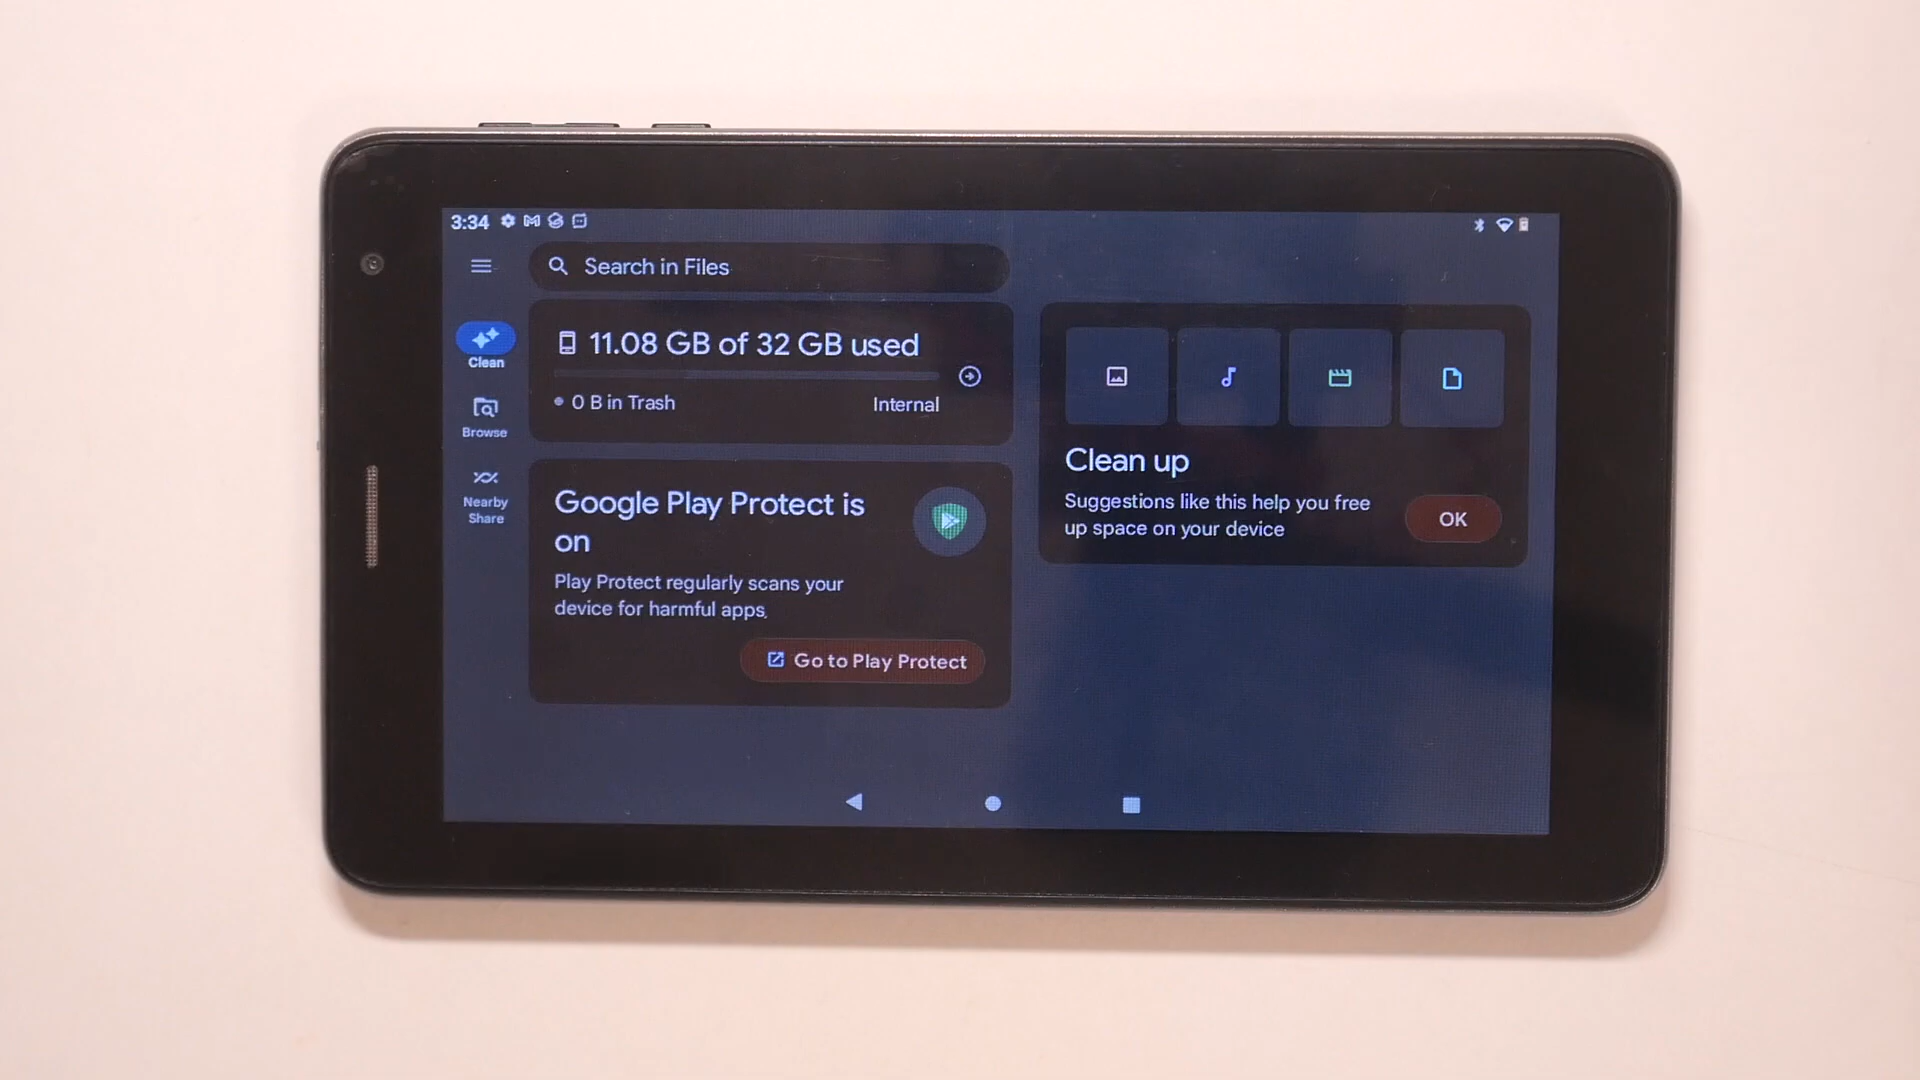 3:34
Search in Files
11.08 GB of 32 GB used
0 B in Trash
Internal
Clean
Browse
Nearby
Share
Google Play Protect is
on
Play Protect regularly scans your
device for harmful apps.
Go to Play Protect
Clean up
Suggestions like this help you free
up space on your device
OK